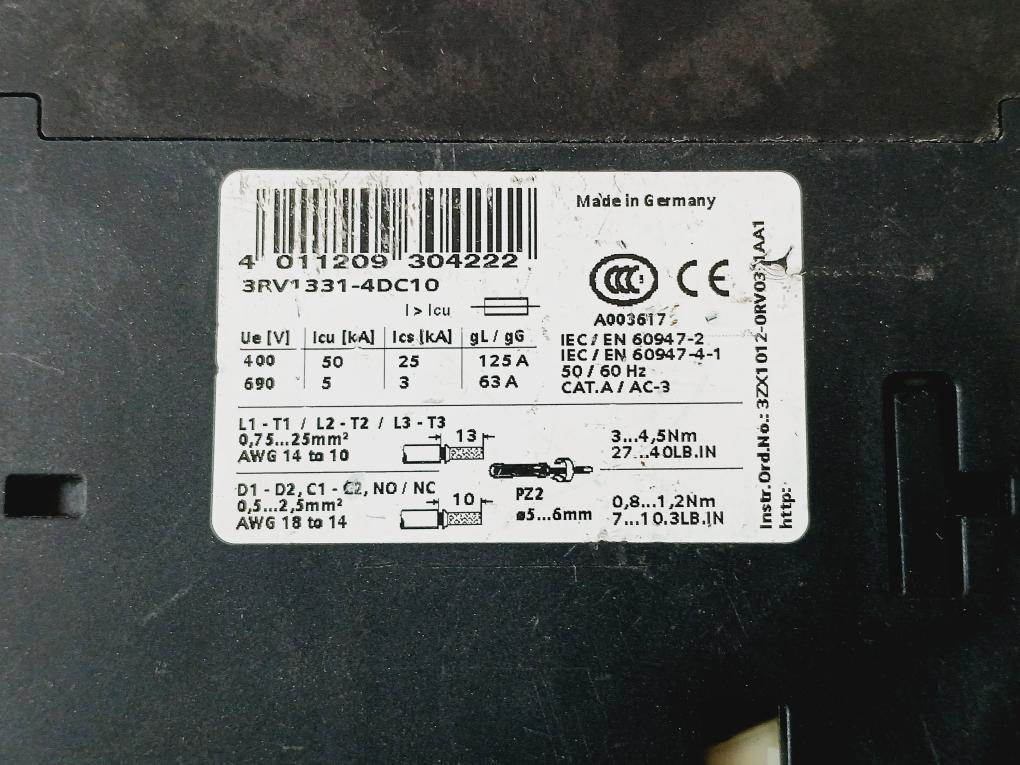 4 011209 304222
3RV1331-4DC10
I > Icu
Ue [V] Icu [kA] Ics [kA] gL / gG
400 50 25 125 A
690 5 3 63 A
Made in Germany
CCC CE
A003617
IEC / EN 60947-2
IEC / EN 60947-4-1
50 / 60 Hz
CAT.A / AC-3
L1 - T1 / L2 - T2 / L3 - T3
0,75...25mm²
AWG 14 to 10
13
3...4,5Nm
27...40LB.IN
D1 - D2, C1 - C2, NO / NC
0,5...2,5mm²
AWG 18 to 14
10
PZ2
ø5...6mm
0,8...1,2Nm
7...10.3LB.IN
Instr.Ord.No.: 3ZX1012-0RV03-1AA1
http: